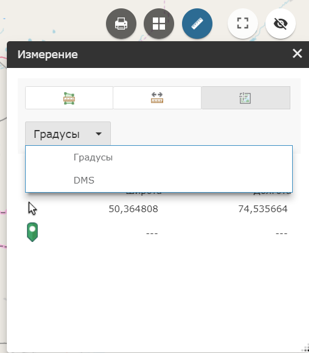 Измерение
Градусы
Градусы
DMS
Широта Долгота
50,364808 74,535664
--- ---